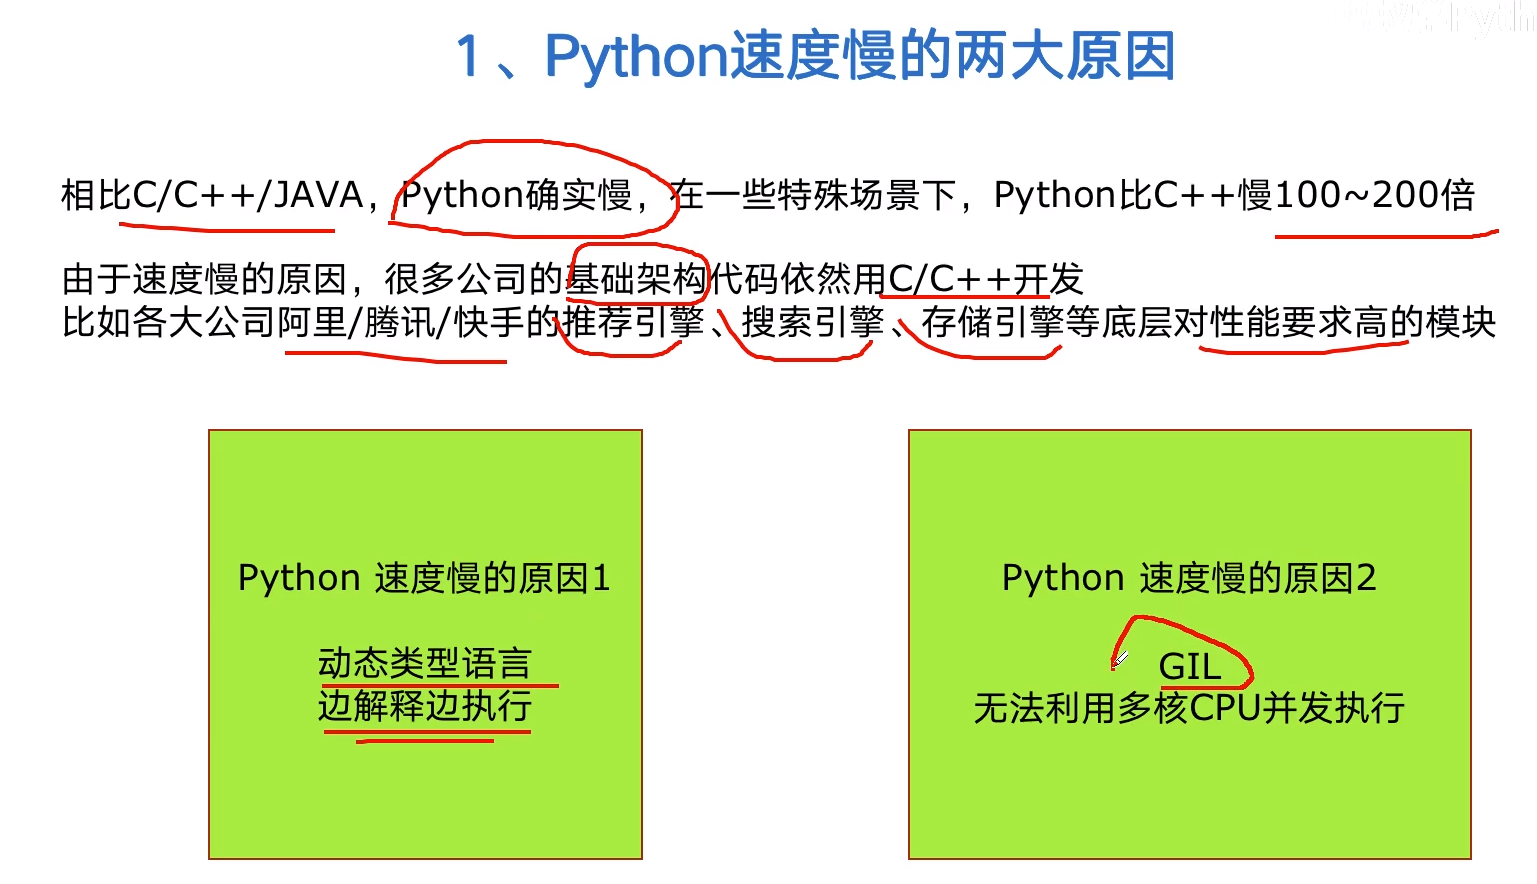 1、Python速度慢的两大原因
相比C/C++/JAVA，Python确实慢，在一些特殊场景下，Python比C++慢100~200倍
由于速度慢的原因，很多公司的基础架构代码依然用C/C++开发
比如各大公司阿里/腾讯/快手的推荐引擎、搜索引擎、存储引擎等底层对性能要求高的模块
Python 速度慢的原因1
动态类型语言
边解释边执行
Python 速度慢的原因2
GIL
无法利用多核CPU并发执行